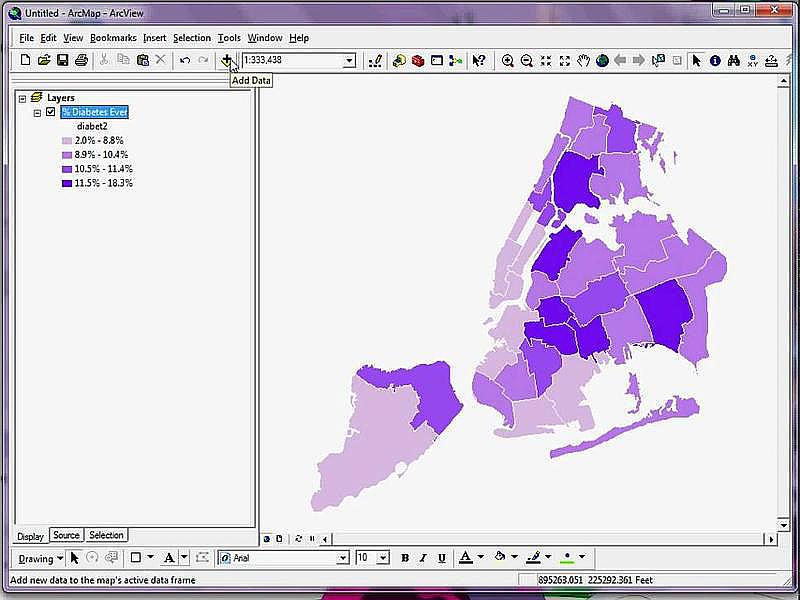 Untitled - ArcMap - ArcView
File Edit View Bookmarks Insert Selection Tools Window Help
1:333,438
Add Data
Layers
% Diabetes Ever
diabet2
2.0% - 8.8%
8.9% - 10.4%
10.5% - 11.4%
11.5% - 18.3%
Display Source Selection
Drawing A Arial 10 B I U A
Add new data to the map's active data frame
895263.051 225292.361 Feet